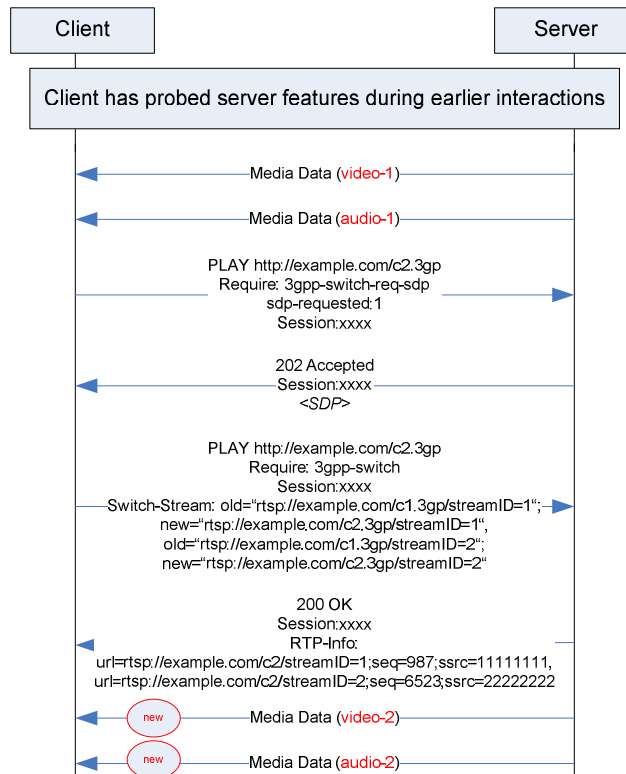 Client
Server
Client has probed server features during earlier interactions
Media Data (video-1)
Media Data (audio-1)
PLAY http://example.com/c2.3gp
Require: 3gpp-switch-req-sdp
sdp-requested:1
Session:xxxx
202 Accepted
Session:xxxx
<SDP>
PLAY http://example.com/c2.3gp
Require: 3gpp-switch
Session:xxxx
Switch-Stream: old=“rtsp://example.com/c1.3gp/streamID=1“;
new=“rtsp://example.com/c2.3gp/streamID=1“,
old=“rtsp://example.com/c1.3gp/streamID=2“;
new=“rtsp://example.com/c2.3gp/streamID=2“
200 OK
Session:xxxx
RTP-Info:
url=rtsp://example.com/c2/streamID=1;seq=987;ssrc=11111111,
url=rtsp://example.com/c2/streamID=2;seq=6523;ssrc=22222222
new
Media Data (video-2)
new
Media Data (audio-2)